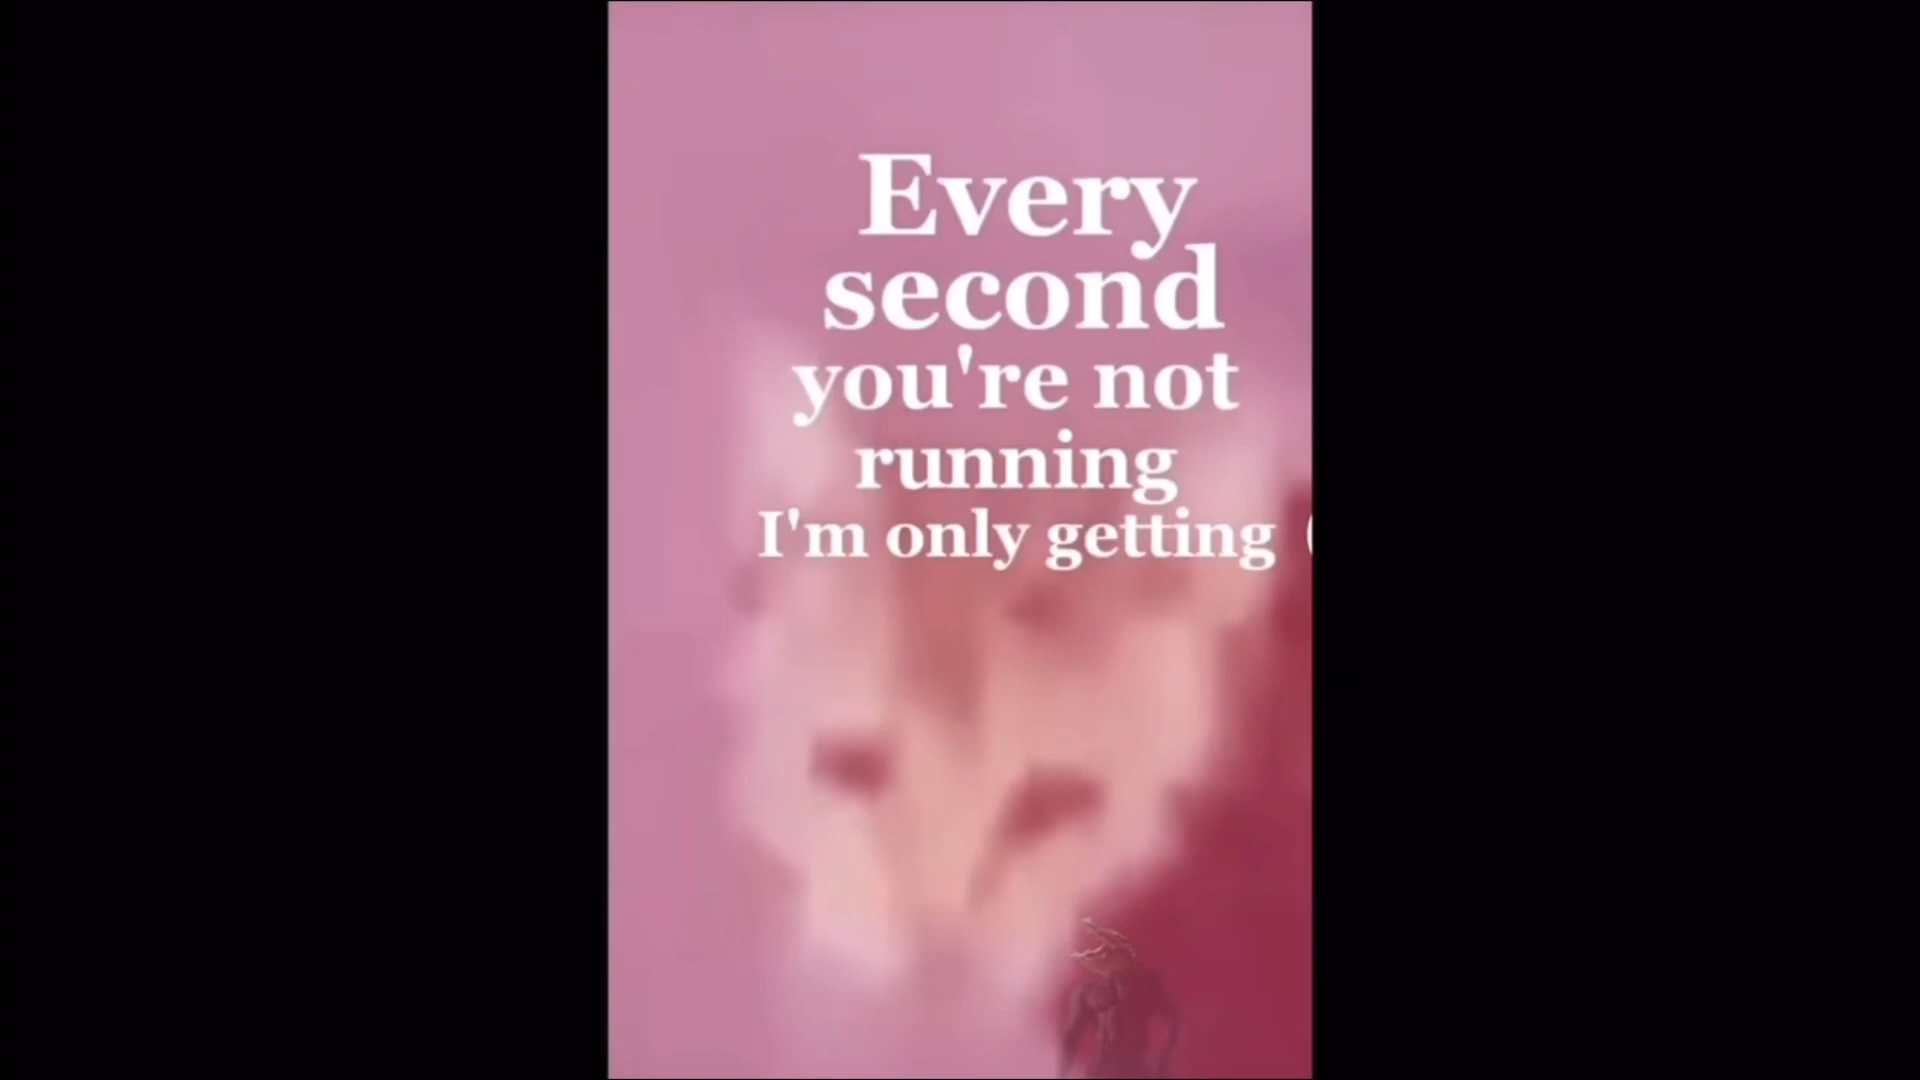 Every
second
you're not
running
I'm only getting